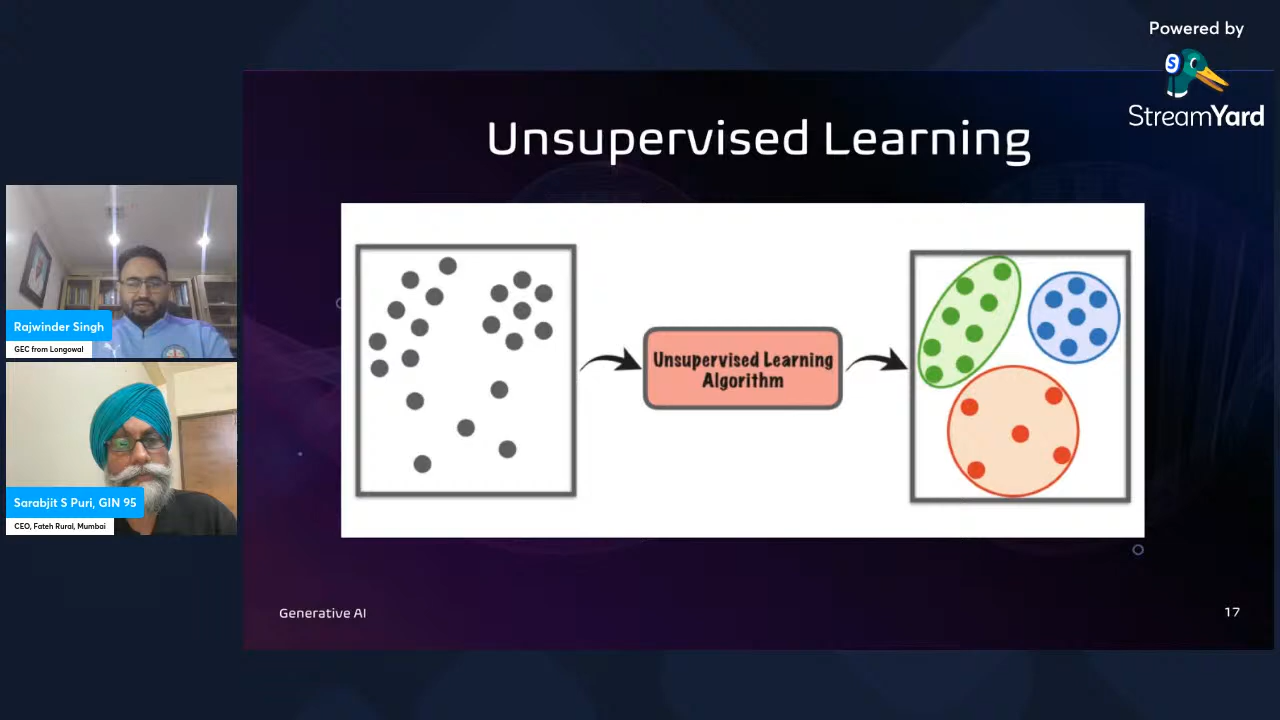 Powered by
StreamYard
Unsupervised Learning
Unsupervised Learning
Algorithm
Rajwinder Singh
GEC from Longowal
Sarabjit S Puri, GIN 95
CEO, Fateh Rural, Mumbai
Generative AI
17